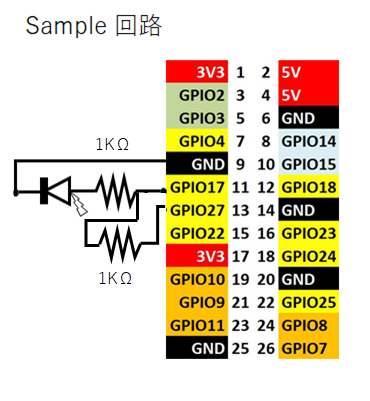 Sample 回路
3V3 1 2 5V
GPIO2 3 4 5V
GPIO3 5 6 GND
1KΩ
GPIO4 7 8 GPIO14
GND 9 10 GPIO15
GPIO17 11 12 GPIO18
GPIO27 13 14 GND
GPIO22 15 16 GPIO23
3V3 17 18 GPIO24
1KΩ
GPIO10 19 20 GND
GPIO9 21 22 GPIO25
GPIO11 23 24 GPIO8
GND 25 26 GPIO7